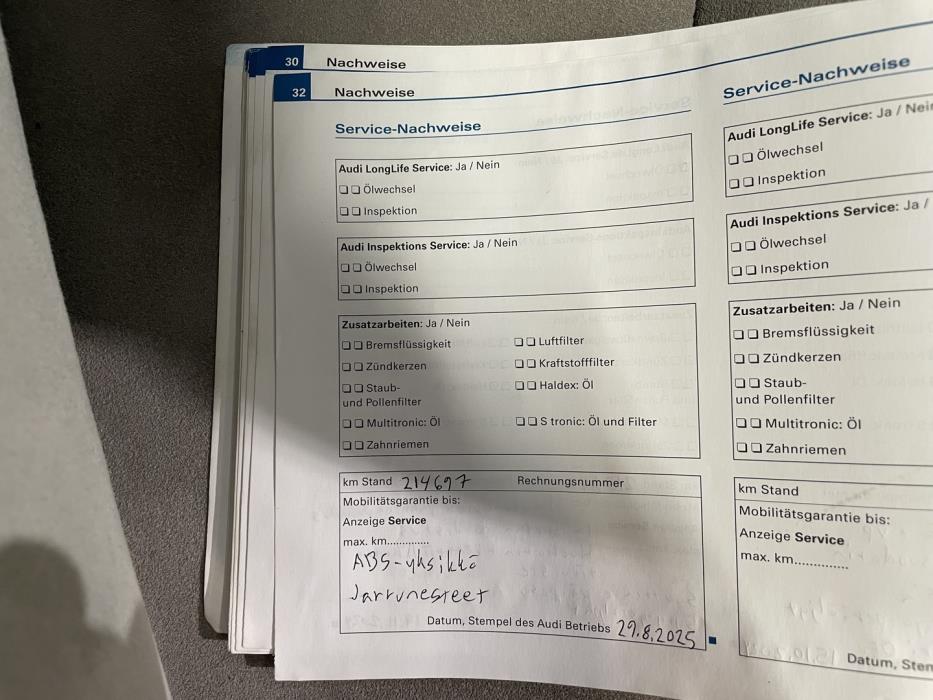 30 Nachweise
32 Nachweise
Service-Nachweise
Audi LongLife Service: Ja / Nein
Ölwechsel
Inspektion
Audi Inspektions Service: Ja / Nein
Ölwechsel
Inspektion
Zusatzarbeiten: Ja / Nein
Bremsflüssigkeit
Luftfilter
Zündkerzen
Kraftstofffilter
Staub-
und Pollenfilter
Haldex: Öl
Multitronic: Öl
S tronic: Öl und Filter
Zahnriemen
km Stand 214697 Rechnungsnummer
Mobilitätsgarantie bis:
Anzeige Service
max. km.............
ABS-yksikkö
Jarrunesteet
Datum, Stempel des Audi Betriebs 29.8.2025
Service-Nachweise
Audi LongLife Service: Ja / Nein
Ölwechsel
Inspektion
Audi Inspektions Service: Ja /
Ölwechsel
Inspektion
Zusatzarbeiten: Ja / Nein
Bremsflüssigkeit
Zündkerzen
Staub-
und Pollenfilter
Multitronic: Öl
Zahnriemen
km Stand
Mobilitätsgarantie bis:
Anzeige Service
max. km.............
Datum, Sten